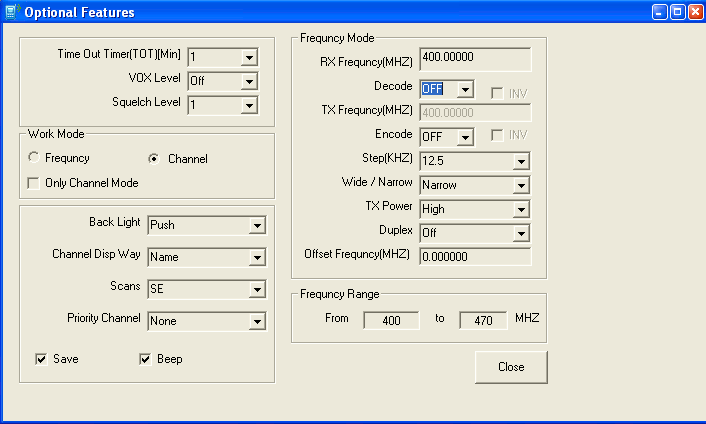 Optional Features
Time Out Timer(TOT)[Min] 1
VOX Level Off
Squelch Level 1
Work Mode
Frequncy Channel
Only Channel Mode
Back Light Push
Channel Disp Way Name
Scans SE
Priority Channel None
Save Beep
Frequncy Mode
RX Frequncy(MHZ) 400.00000
Decode OFF INV
TX Frequncy(MHZ) 400.00000
Encode OFF INV
Step(KHZ) 12.5
Wide / Narrow Narrow
TX Power High
Duplex Off
Offset Frequncy(MHZ) 0.000000
Frequncy Range
From 400 to 470 MHZ
Close